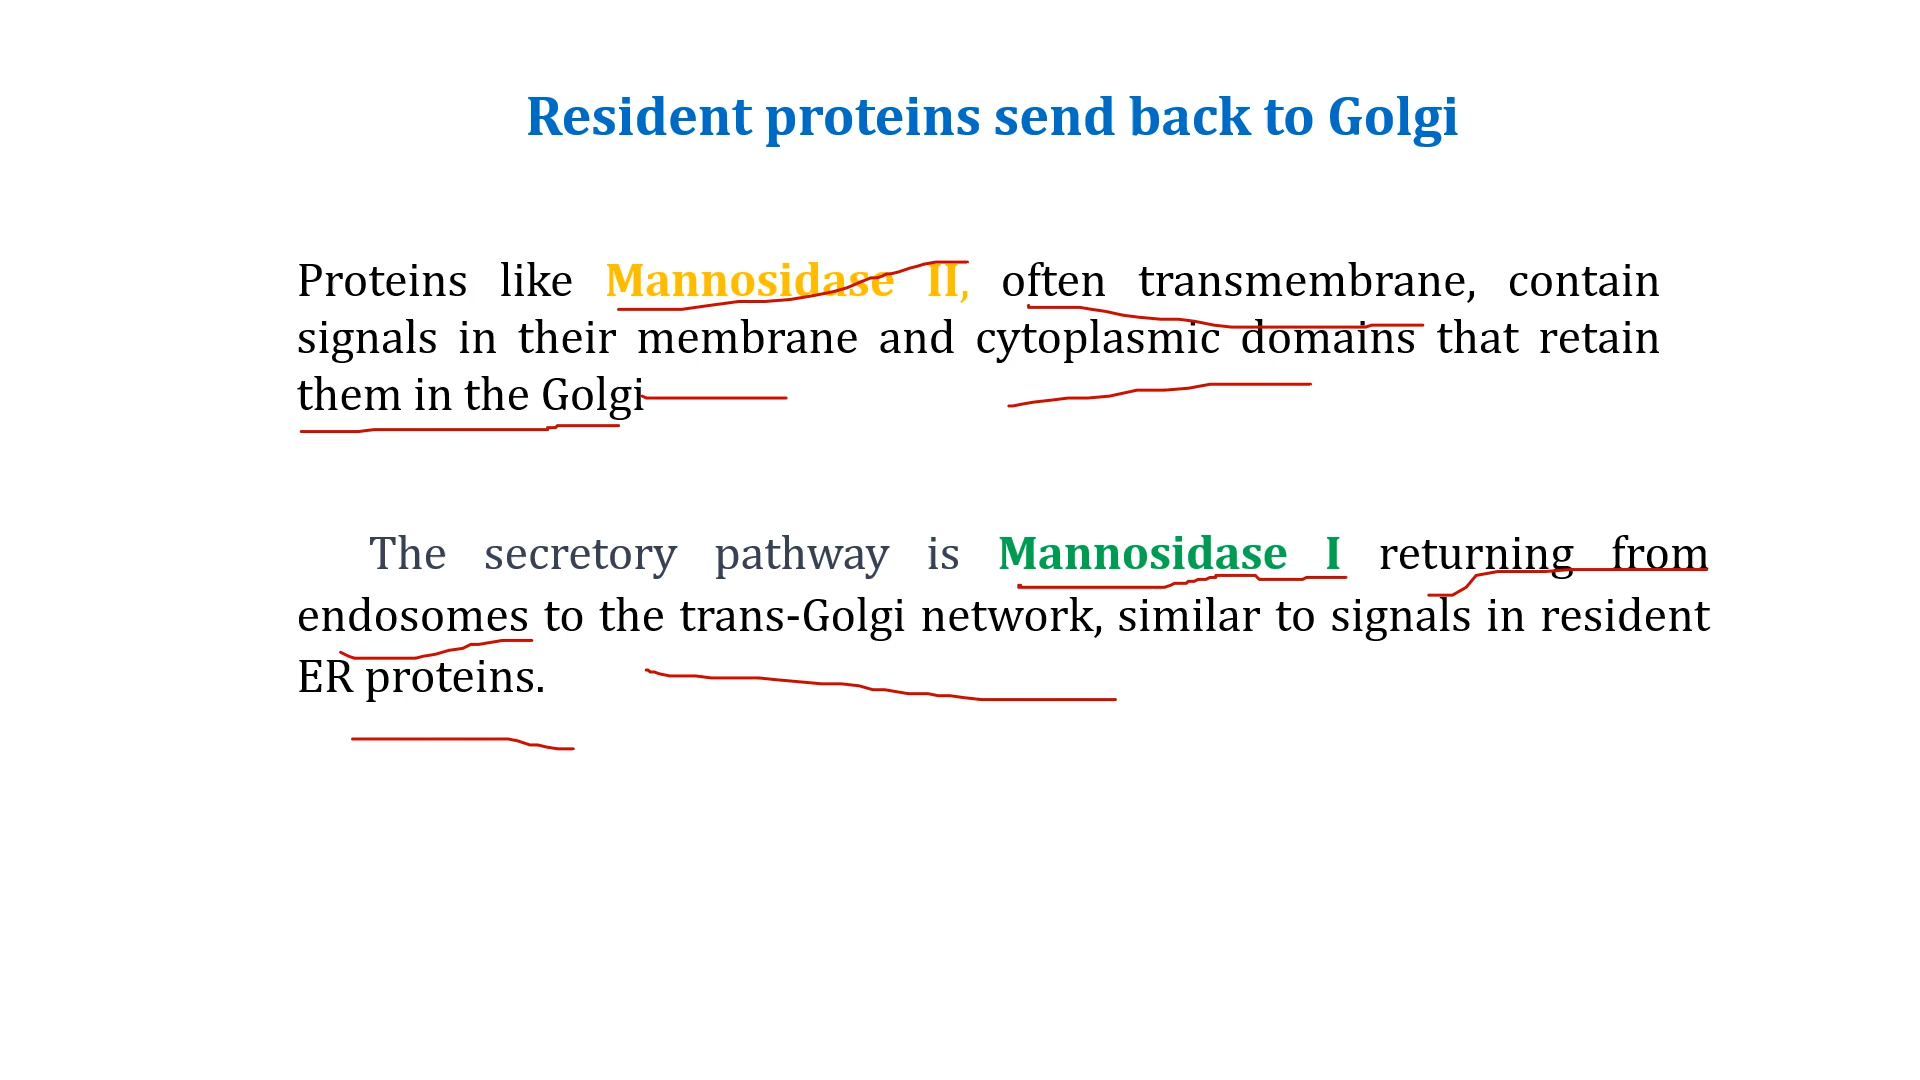 Resident proteins send back to Golgi
Proteins like Mannosidase II, often transmembrane, contain
signals in their membrane and cytoplasmic domains that retain
them in the Golgi
The secretory pathway is Mannosidase I returning from
endosomes to the trans-Golgi network, similar to signals in resident
ER proteins.